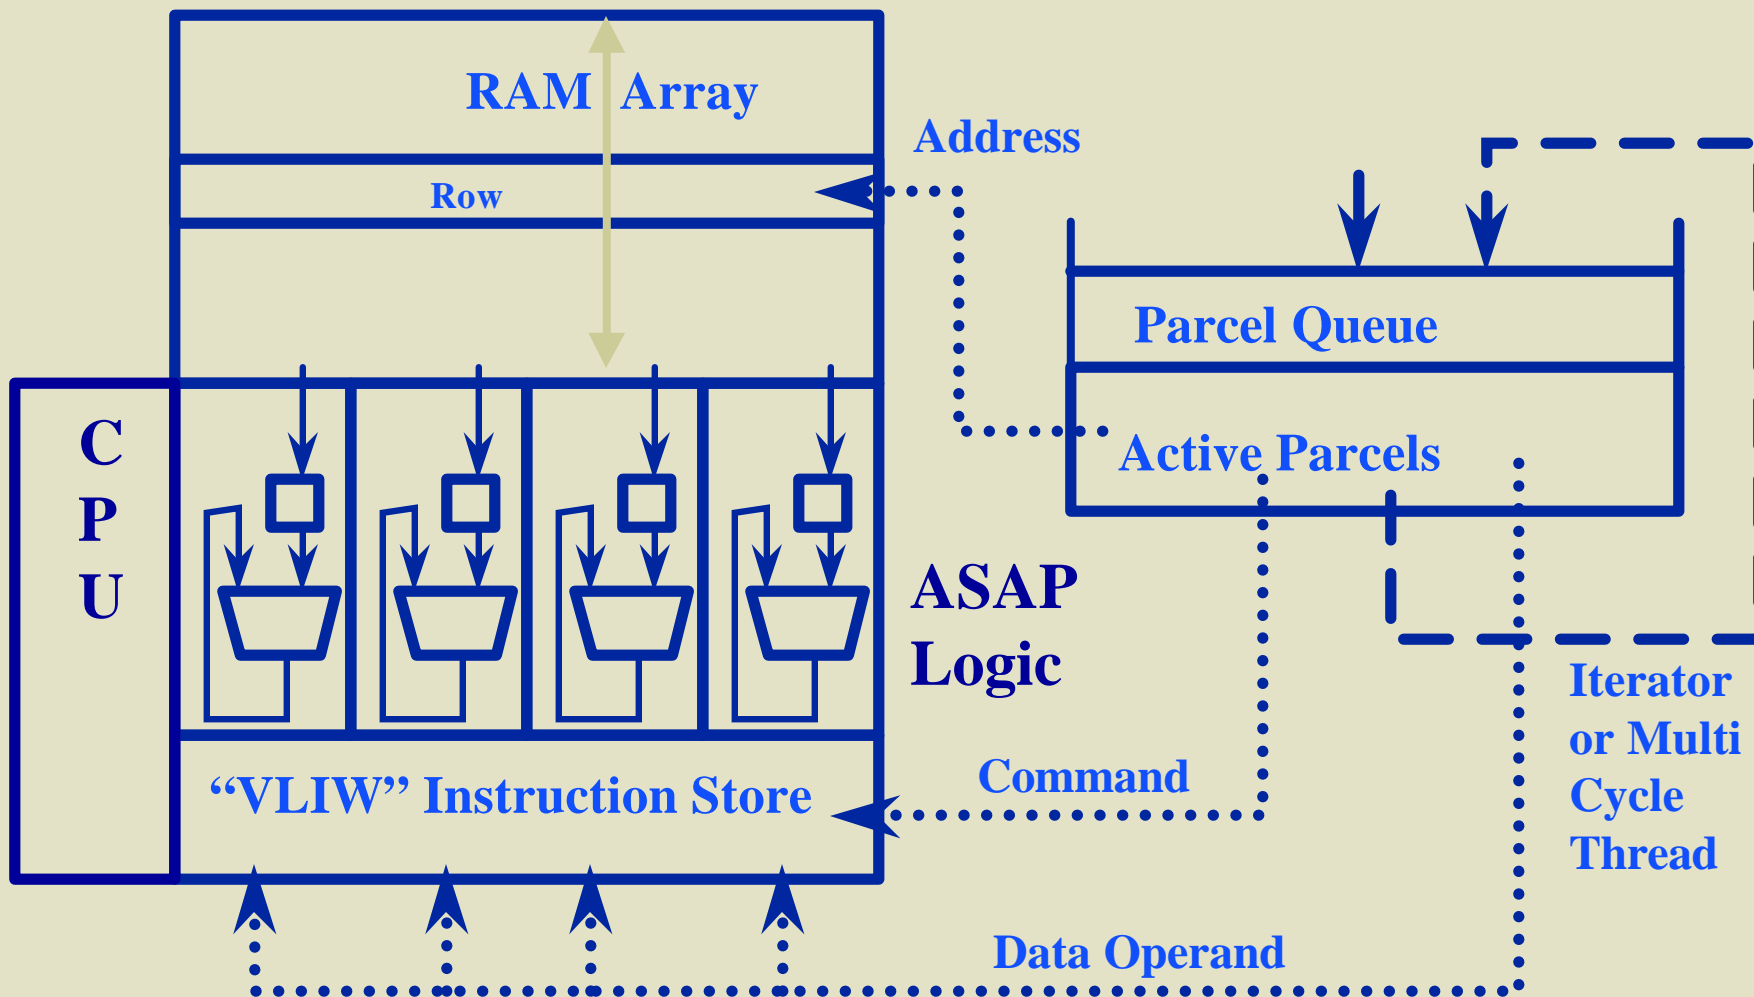 RAM Array
Address
Row
Parcel Queue
Active Parcels
C
P
U
ASAP
Logic
“VLIW” Instruction Store
Command
Iterator
or Multi
Cycle
Thread
Data Operand